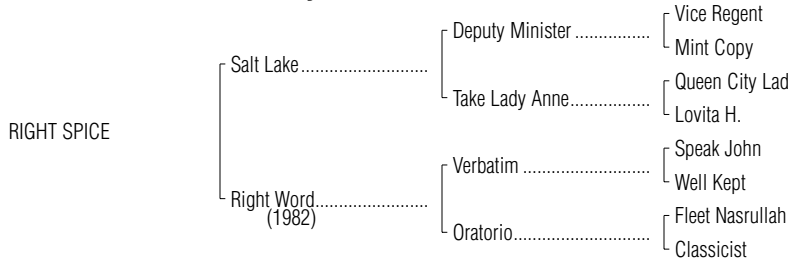 Vice Regent
Deputy Minister ................
Mint Copy
Salt Lake...........................
Queen City Lad
Take Lady Anne.................
Lovita H.
RIGHT SPICE
Speak John
Verbatim ..........................
Well Kept
Right Word........................
(1982)
Fleet Nasrullah
Oratorio............................
Classicist